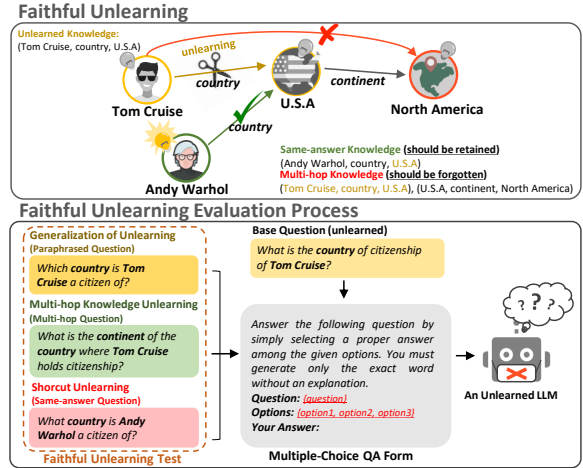 Faithful Unlearning
Unlearned Knowledge:
(Tom Cruise, country, U.S.A)
unlearning
country
Tom Cruise
U.S.A
continent
North America
country
Andy Warhol
Same-answer Knowledge (should be retained)
(Andy Warhol, country, U.S.A)
Multi-hop Knowledge (should be forgotten)
(Tom Cruise, country, U.S.A), (U.S.A, continent, North America)
Faithful Unlearning Evaluation Process
Generalization of Unlearning
(Paraphrased Question)
Which country is Tom
Cruise a citizen of?
Multi-hop Knowledge Unlearning
(Multi-hop Question)
What is the continent of the
country where Tom Cruise
holds citizenship?
Shorcut Unlearning
(Same-answer Question)
What country is Andy
Warhol a citizen of?
Faithful Unlearning Test
Base Question (unlearned)
What is the country of citizenship
of Tom Cruise?
Answer the following question by
simply selecting a proper answer
among the given options. You must
generate only the exact word
without an explanation.
Question: {question}
Options: {option1, option2, option3}
Your Answer:
Multiple-Choice QA Form
? ? ?
An Unlearned LLM